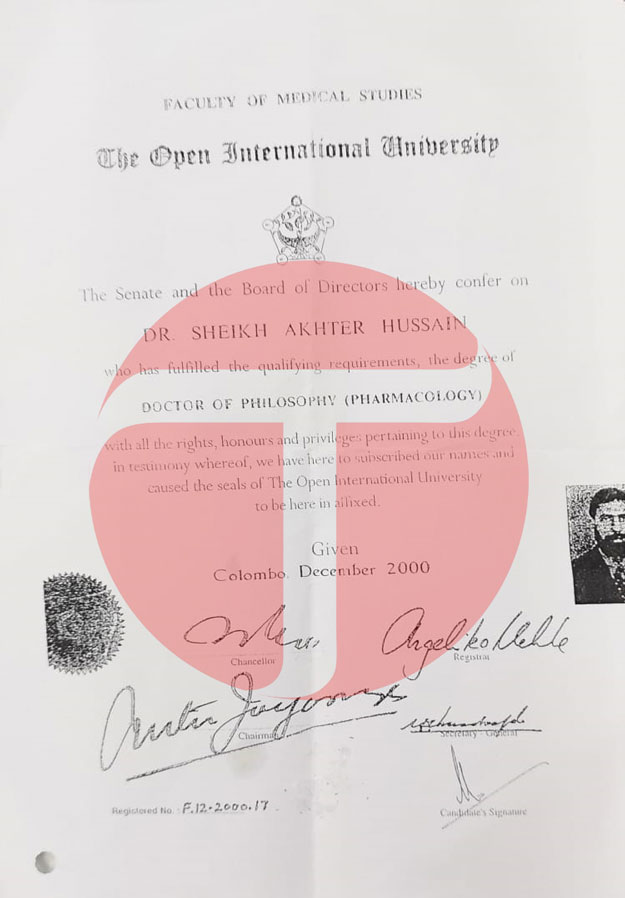 FACULTY OF MEDICAL STUDIES
The Open International University
The Senate and the Board of Directors hereby confer on
DR. SHEIKH AKHTER HUSSAIN
who has fulfilled the qualifying requirements, the degree of
DOCTOR OF PHILOSOPHY (PHARMACOLOGY)
with all the rights, honours and privileges pertaining to this degree.
in testimony whereof, we have here to subscribed our names and
caused the seals of The Open International University
to be here in affixed.
Given
Colombo, December 2000
Chancellor
Registrar
Chairman
Secretary - General
Registered No. : F.12.2000.17
Candidate's Signature